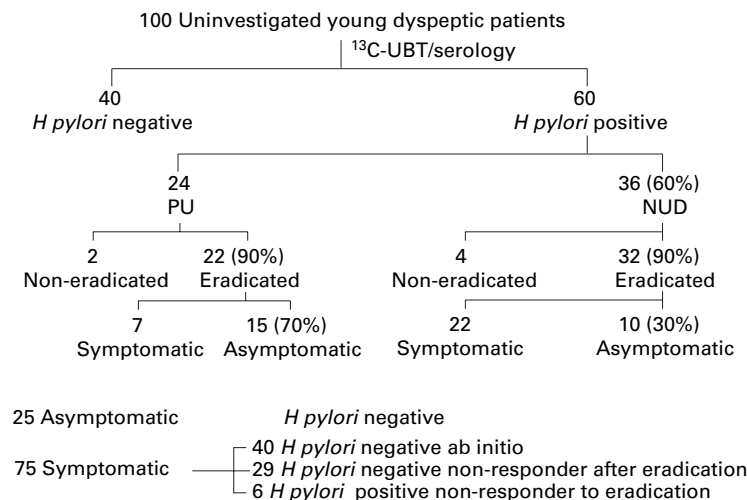 100 Uninvestigated young dyspeptic patients
¹³C-UBT/serology
40 60
H pylori negative H pylori positive
24 36 (60%)
PU NUD
2 22 (90%) 4 32 (90%)
Non-eradicated Eradicated Non-eradicated Eradicated
7 15 (70%) 22 10 (30%)
Symptomatic Asymptomatic Symptomatic Asymptomatic
25 Asymptomatic H pylori negative
40 H pylori negative ab initio
75 Symptomatic 29 H pylori negative non-responder after eradication
6 H pylori positive non-responder to eradication